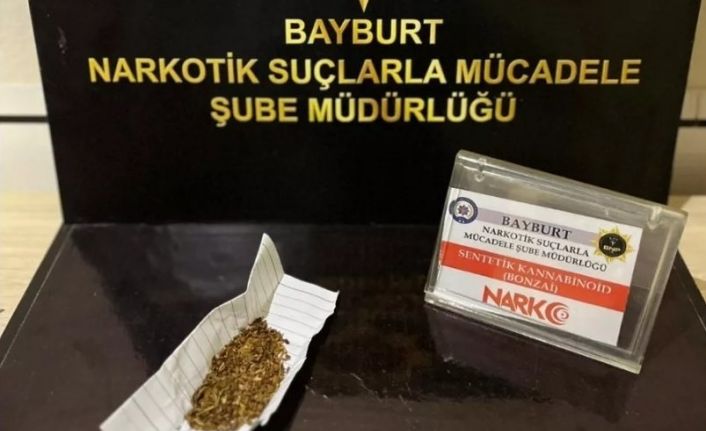 BAYBURT
NARKOTİK SUÇLARLA MÜCADELE
ŞUBE MÜDÜRLÜĞÜ
BAYBURT
NARKOTİK SUÇLARLA
MÜCADELE ŞUBE MÜDÜRLÜĞÜ
SENTETİK KANNABİNOİD
(BONZAİ)
NARKO